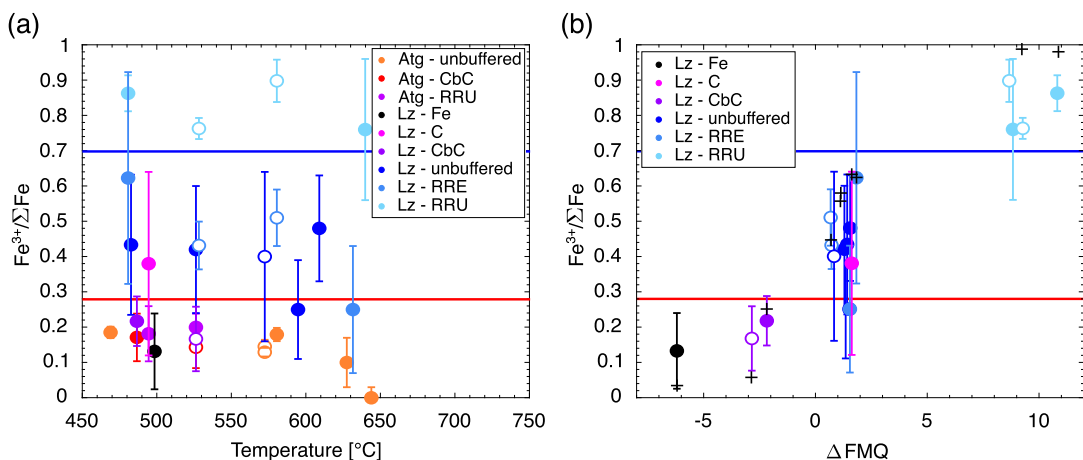 (a)
(b)
1
0.9
0.8
0.7
0.6
0.5
0.4
0.3
0.2
0.1
0
Fe3+/ΣFe
450 500 550 600 650 700 750
Temperature [°C]
Atg - unbuffered
Atg - CbC
Atg - RRU
Lz - Fe
Lz - C
Lz - CbC
Lz - unbuffered
Lz - RRE
Lz - RRU
1
0.9
0.8
0.7
0.6
0.5
0.4
0.3
0.2
0.1
0
Fe3+/ΣFe
-5 0 5 10
Δ FMQ
Lz - Fe
Lz - C
Lz - CbC
Lz - unbuffered
Lz - RRE
Lz - RRU